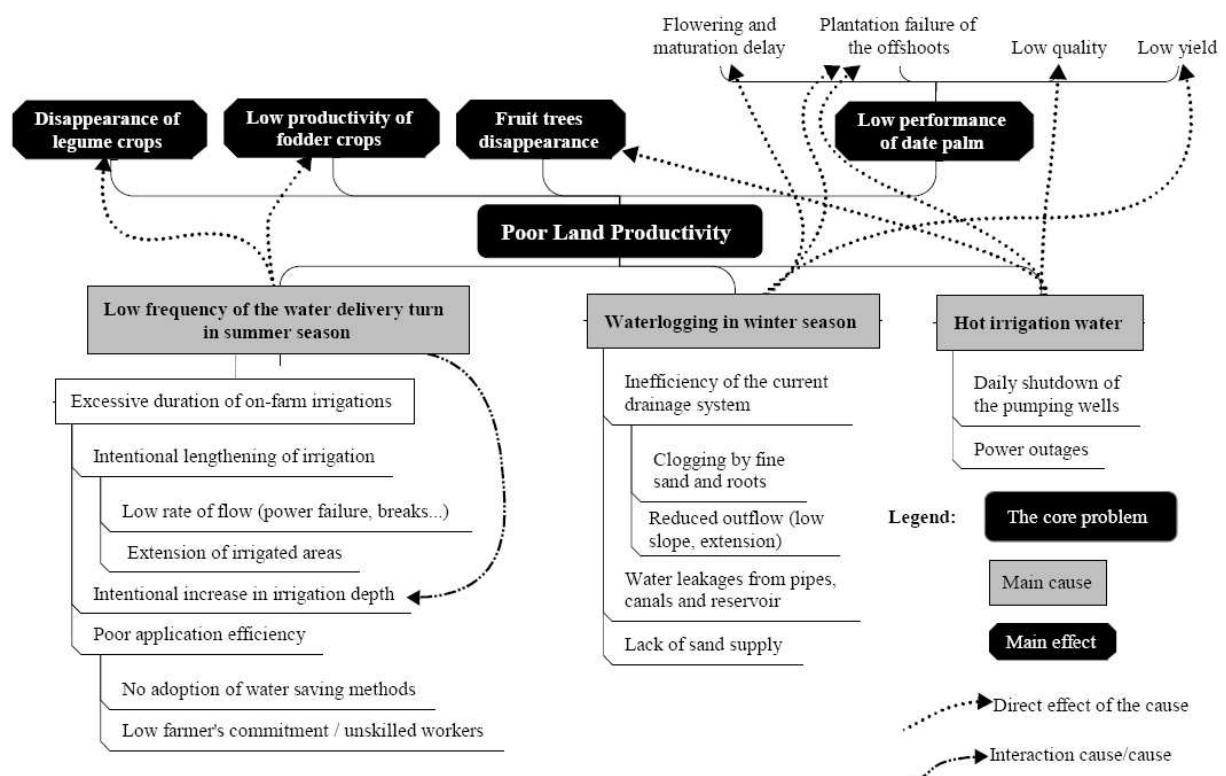 Flowering and
maturation delay
Plantation failure of
the offshoots
Low quality
Low yield
Disappearance of
legume crops
Low productivity of
fodder crops
Fruit trees
disappearance
Low performance
of date palm
Poor Land Productivity
Low frequency of the water delivery turn
in summer season
Waterlogging in winter season
Hot irrigation water
Excessive duration of on-farm irrigations
Intentional lengthening of irrigation
Low rate of flow (power failure, breaks...)
Extension of irrigated areas
Intentional increase in irrigation depth
Poor application efficiency
No adoption of water saving methods
Low farmer's commitment / unskilled workers
Inefficiency of the current
drainage system
Clogging by fine
sand and roots
Reduced outflow (low
slope, extension)
Water leakages from pipes,
canals and reservoir
Lack of sand supply
Daily shutdown of
the pumping wells
Power outages
Legend:
The core problem
Main cause
Main effect
Direct effect of the cause
Interaction cause/cause